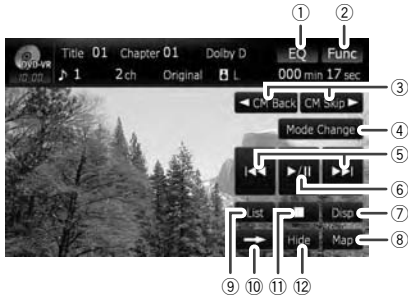 ① ②
DVD-VR Title 01 Chapter 01 Dolby D EQ Func
10:00 ♪ 1 2 ch Original L 000 min 17 sec
◄ CM Back CM Skip ► ③
Mode Change ④
⑤
⑥
List Disp ⑦
Hide Map ⑧
⑨ ⑩ ⑪ ⑫